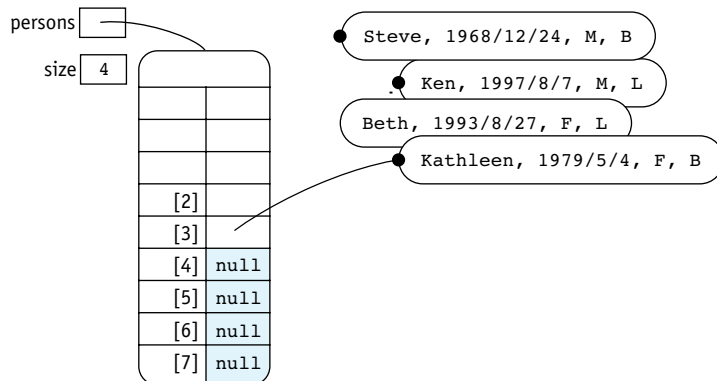 persons
size 4
Steve, 1968/12/24, M, B
Ken, 1997/8/7, M, L
Beth, 1993/8/27, F, L
Kathleen, 1979/5/4, F, B
[2]
[3]
[4] null
[5] null
[6] null
[7] null